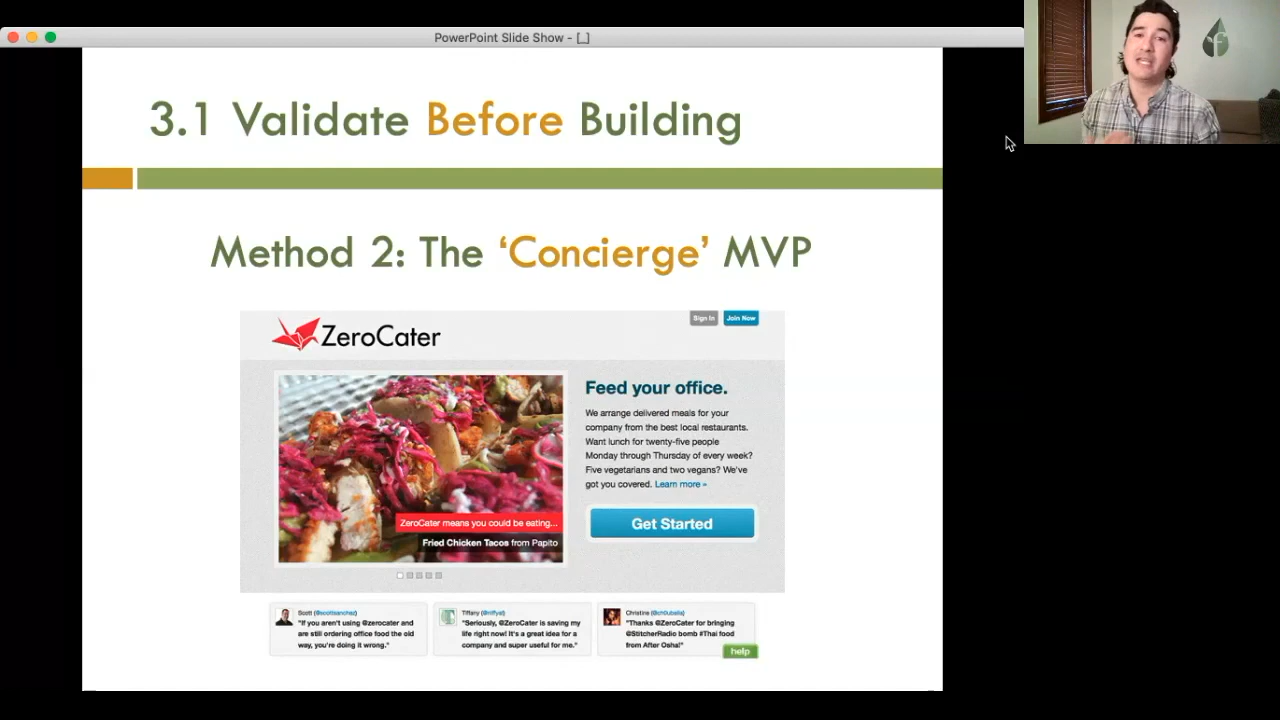 PowerPoint Slide Show - [_]
f
3.1 Validate Before Building
Method 2: The ‘Concierge’ MVP
ZeroCater
Sign In
Join Now
Feed your office.
We arrange delivered meals for your
company from the best local restaurants.
Want lunch for twenty-five people
Monday through Thursday of every week?
Five vegetarians and two vegans? We've
got you covered. Learn more »
Get Started
ZeroCater means you could be eating...
Fried Chicken Tacos from Papito
Scott (@scottsanchez)
"If you aren't using @zerocater and
are still ordering office food the old
way, you're doing it wrong."
Tiffany
"Seriously, @ZeroCater is saving my
life right now! It's a great idea for a
company and super useful for me."
Christine
"Thanks @ZeroCater for bringing
@StitcherRadio bomb #Thai food
from After Osha!"
help